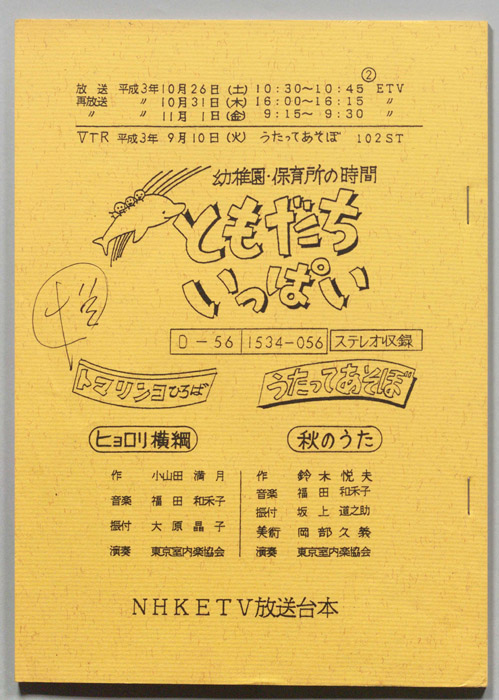 ②
放送 平成3年10月26日(土) 10:30〜10:45 ETV
再放送 〃 10月31日(木) 16:00〜16:15 〃
〃 〃 11月 1日(金) 9:15〜 9:30 〃
VTR 平成3年 9月10日(火) うたってあそぼ 102ST
幼稚園・保育所の時間
ともだち
いっぱい
D-56 1534-056 ステレオ収録
トマリンヨひろば
うたってあそぼ
ヒョロリ横綱
作 小山田 満月
音楽 福田 和禾子
振付 大原 晶子
演奏 東京室内楽協会
秋のうた
作 鈴木 悦夫
音楽 福田 和禾子
振付 坂上 道之助
美術 岡部 久義
演奏 東京室内楽協会
NHKETV放送台本